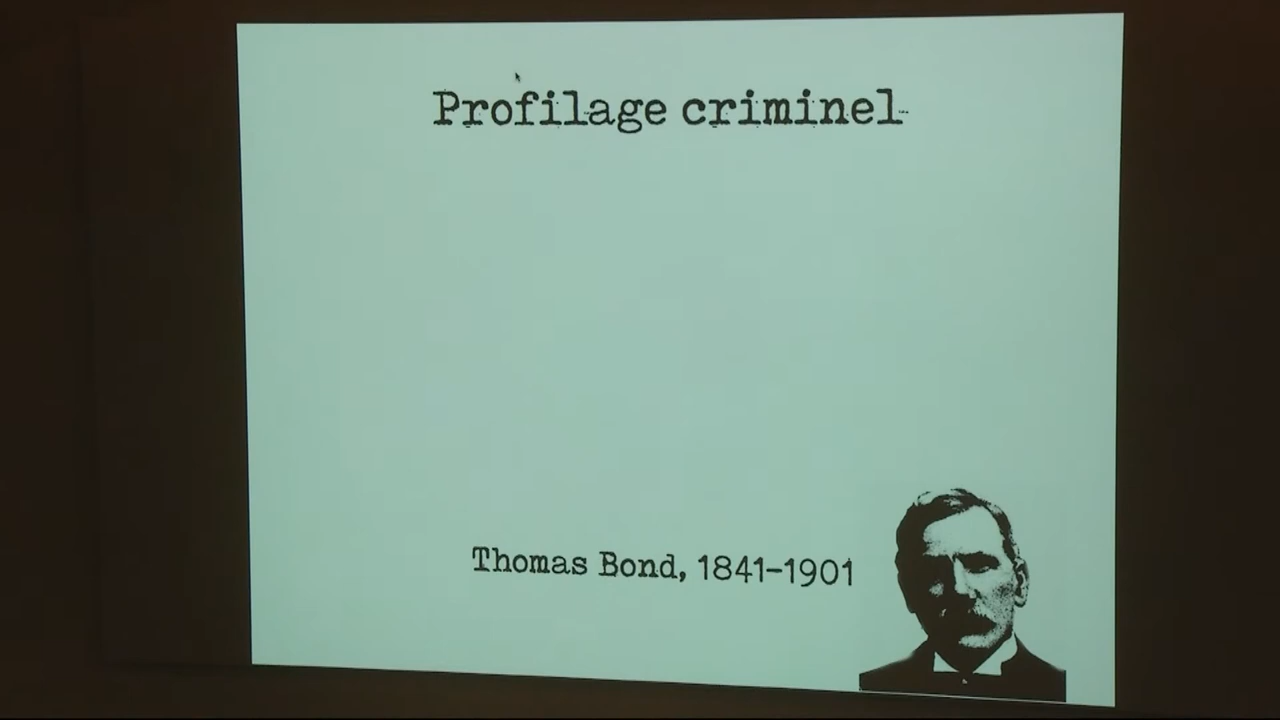 Profilage criminel
Thomas Bond, 1841–1901